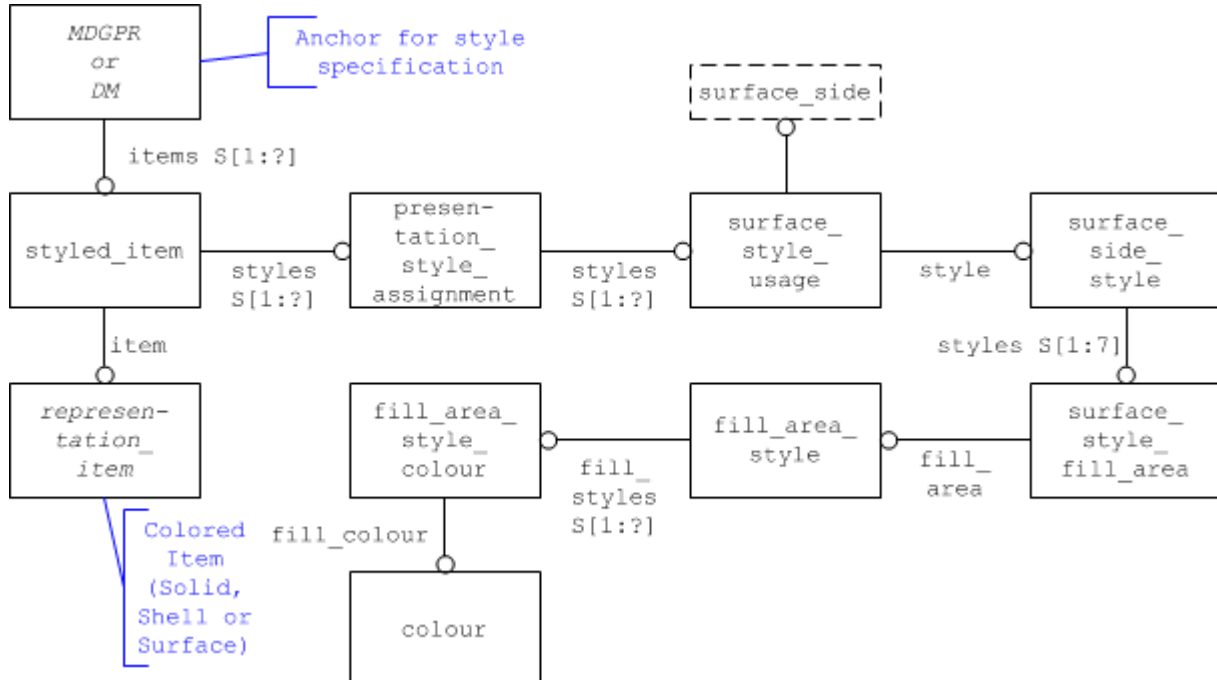 MDGPR
or
DM
Anchor for style
specification
surface_side
items S[1:?]
styled_item
styles
S[1:?]
presen-
tation_
style_
assignment
styles
S[1:?]
surface_
style_
usage
style
surface_
side_
style
item
styles S[1:7]
represen-
tation_
item
fill_area_
style_
colour
fill_
styles
S[1:?]
fill_area_
style
fill_
area
surface_
style_
fill_area
Colored
Item
(Solid,
Shell or
Surface)
fill_colour
colour